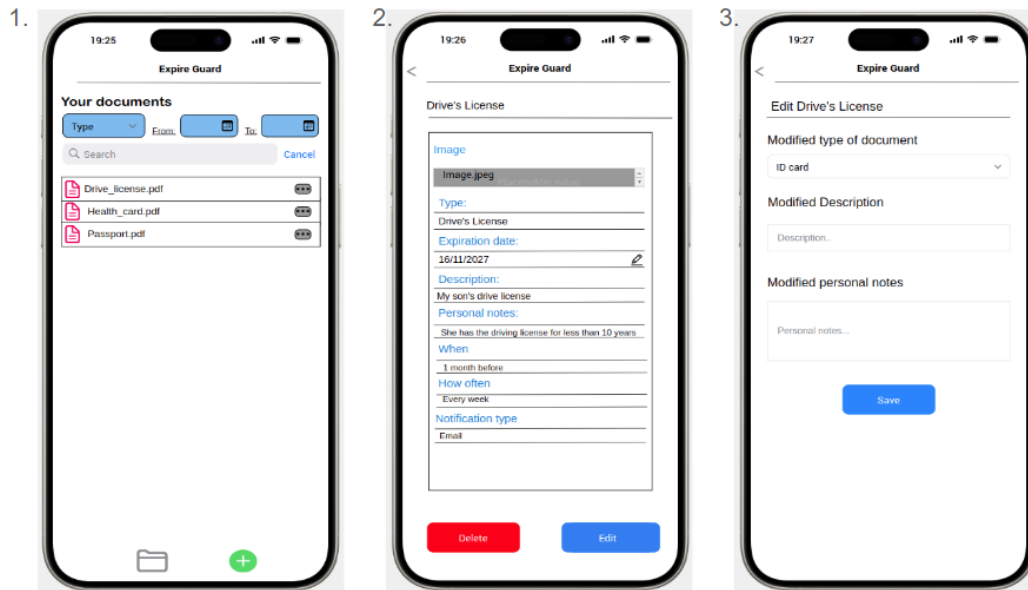 1.
19:25
Expire Guard
Your documents
Type From: To:
Search Cancel
Drive_license.pdf
Health_card.pdf
Passport.pdf
2.
19:26
<
Expire Guard
Drive's License
Image
Image.jpeg
Type:
Drive's License
Expiration date:
16/11/2027
Description:
My son's drive license
Personal notes:
She has the driving license for less than 10 years
When
1 month before
How often
Every week
Notification type
Email
Delete Edit
3.
19:27
<
Expire Guard
Edit Drive's License
Modified type of document
ID card
Modified Description
Description..
Modified personal notes
Personal notes...
Save